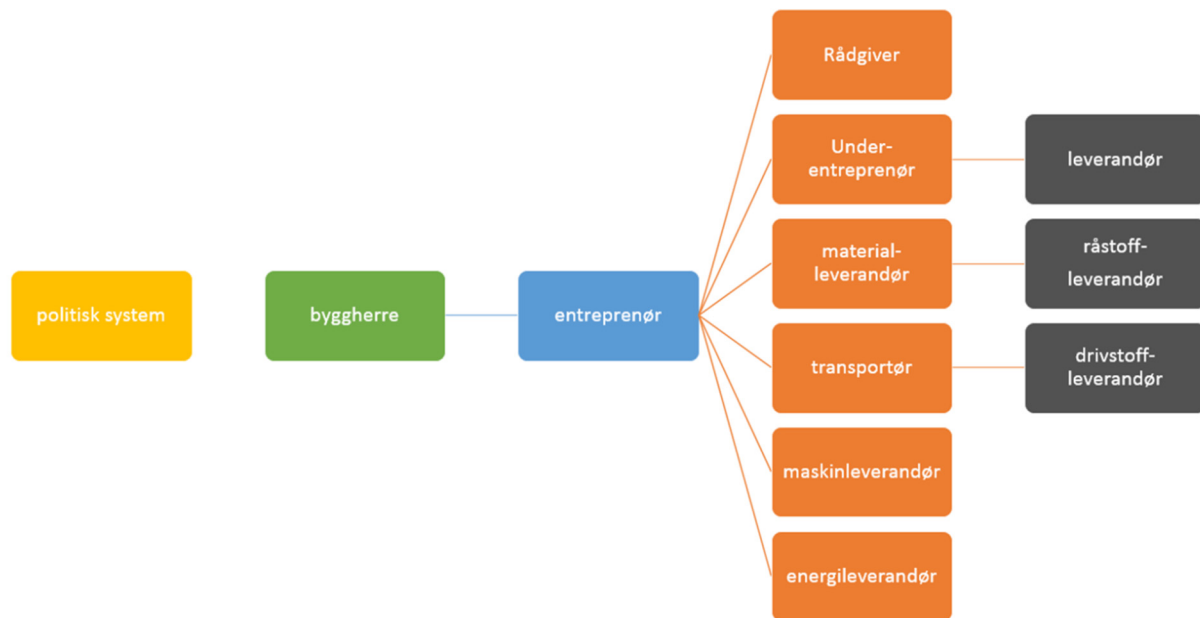 politisk system
byggherre
entreprenør
Rådgiver
Under-
entreprenør
material-
leverandør
transportør
maskinleverandør
energileverandør
leverandør
råstoff-
leverandør
drivstoff-
leverandør